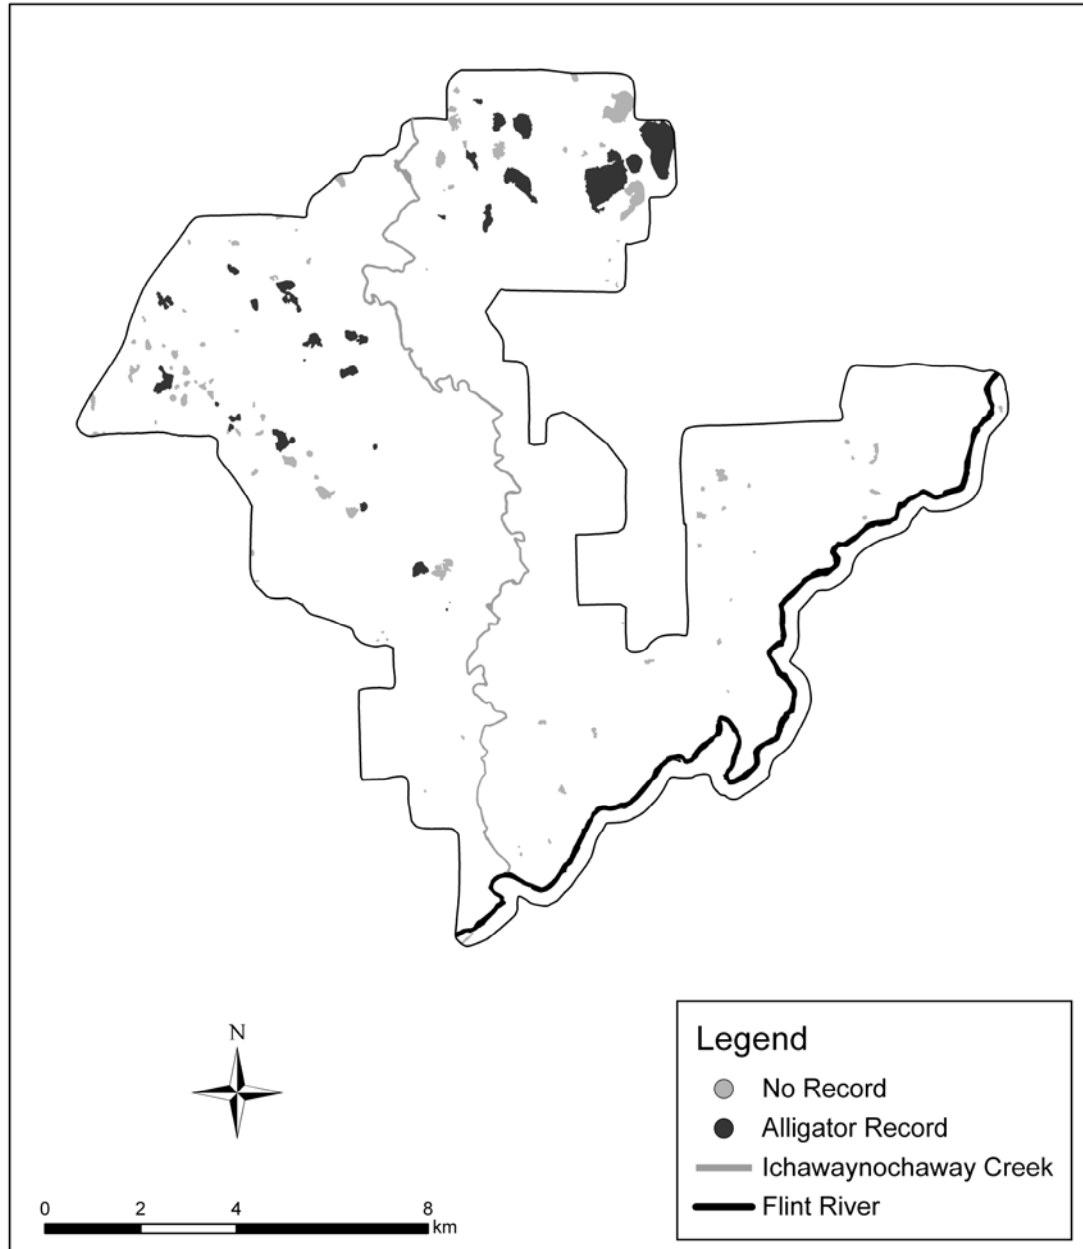 N
Legend
No Record
Alligator Record
Ichawaynochaway Creek
Flint River
0 2 4 8
km